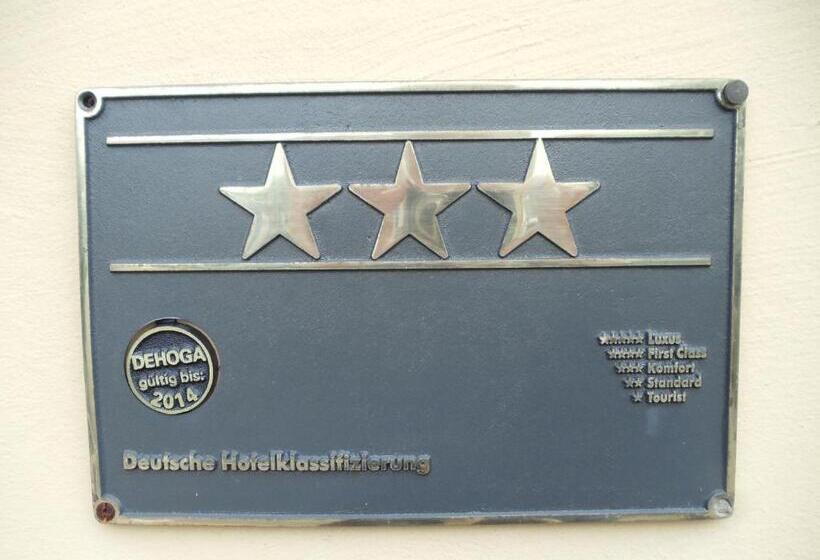 DEHOGA
gültig bis:
2014
***** Luxus
**** First Class
*** Komfort
** Standard
* Tourist
Deutsche Hotelklassifizierung